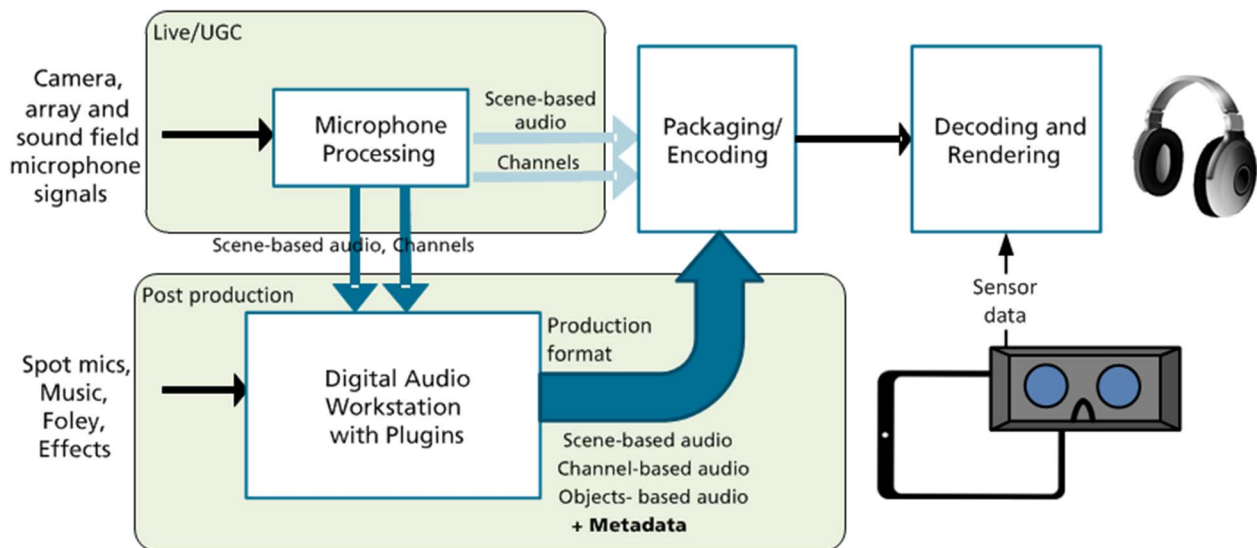 Live/UGC
Camera,
array and
sound field
microphone
signals
Microphone
Processing
Scene-based
audio
Channels
Packaging/
Encoding
Decoding and
Rendering
Scene-based audio, Channels
Sensor
data
Post production
Spot mics,
Music,
Foley,
Effects
Digital Audio
Workstation
with Plugins
Production
format
Scene-based audio
Channel-based audio
Objects- based audio
+ Metadata